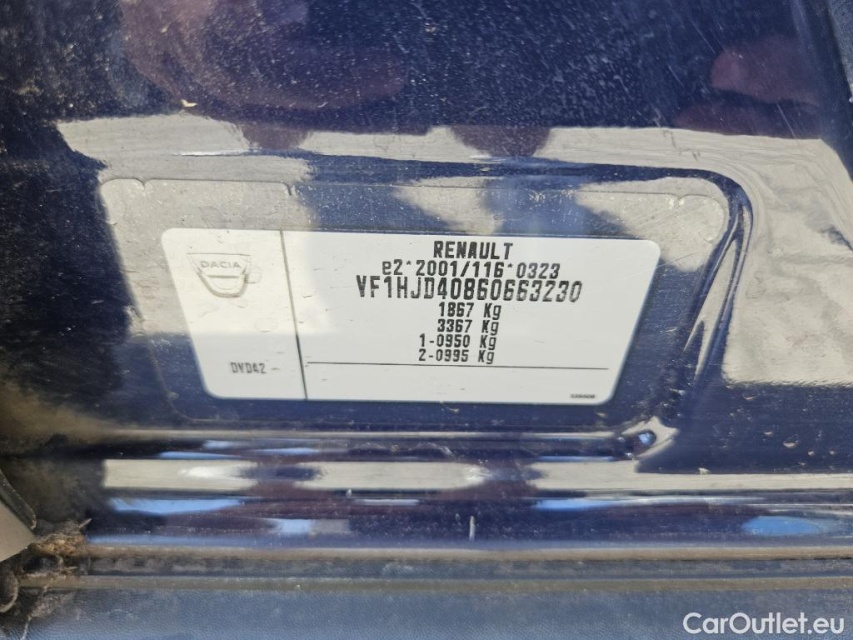 DACIA
DVD42 -
RENAULT
e2*2001/116*0323
VF1HJD40860663230
1867 Kg
3367 Kg
1-0950 Kg
2-0995 Kg
CarOutlet.eu